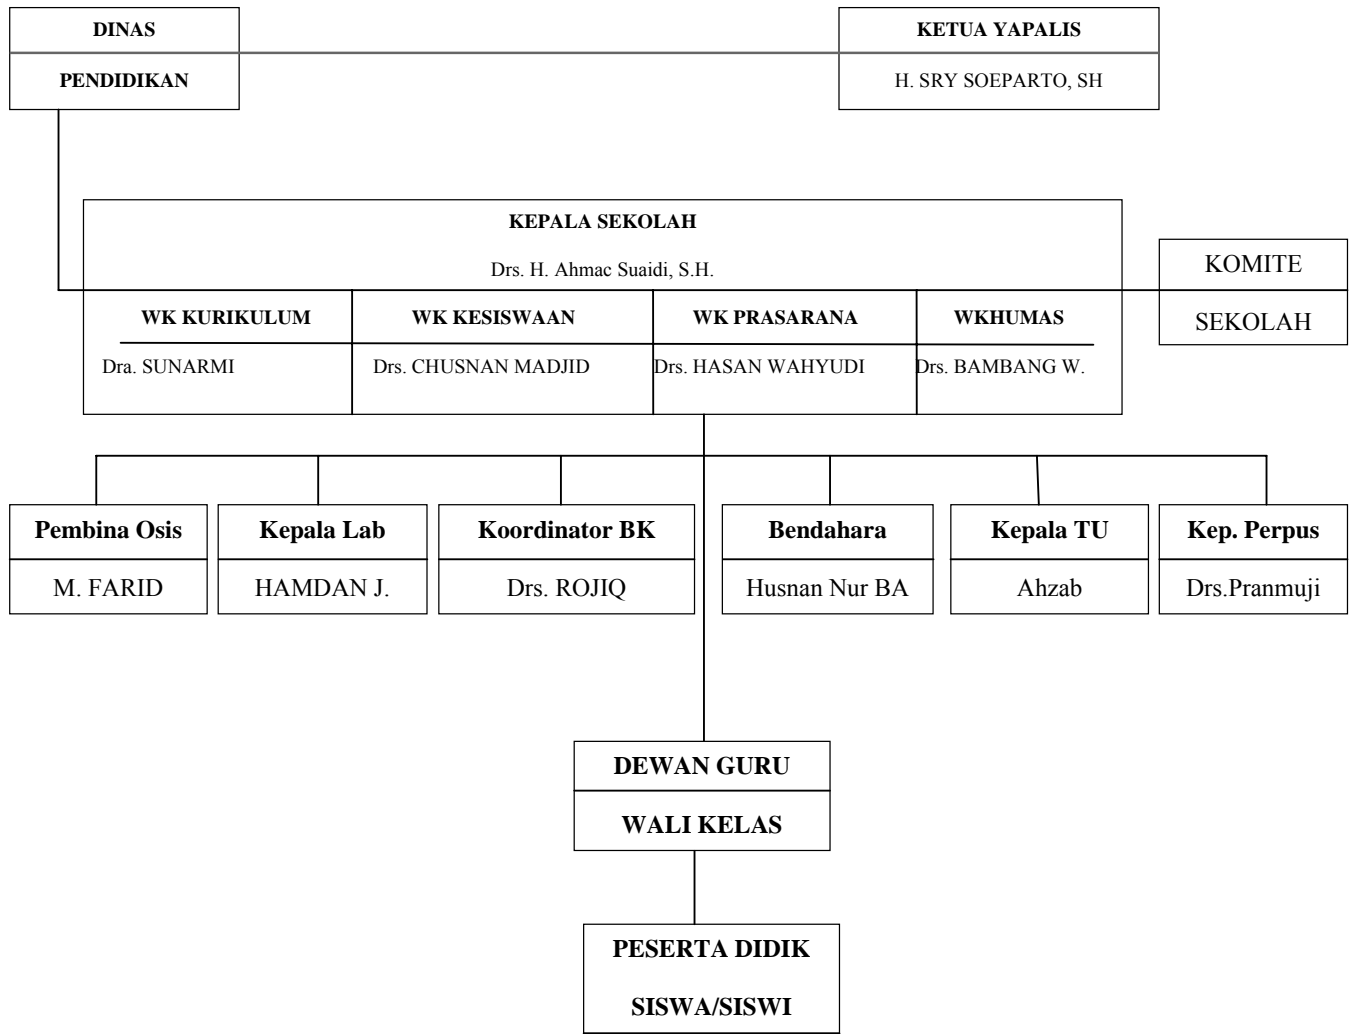 DINAS
PENDIDIKAN
KETUA YAPALIS
H. SRY SOEPARTO, SH
KEPALA SEKOLAH
Drs. H. Ahmac Suaidi, S.H.
WK KURIKULUM
Dra. SUNARMI
WK KESISWAAN
Drs. CHUSNAN MADJID
WK PRASARANA
Drs. HASAN WAHYUDI
WKHUMAS
Drs. BAMBANG W.
KOMITE
SEKOLAH
Pembina Osis
M. FARID
Kepala Lab
HAMDAN J.
Koordinator BK
Drs. ROJIQ
Bendahara
Husnan Nur BA
Kepala TU
Ahzab
Kep. Perpus
Drs.Pranmuji
DEWAN GURU
WALI KELAS
PESERTA DIDIK
SISWA/SISWI